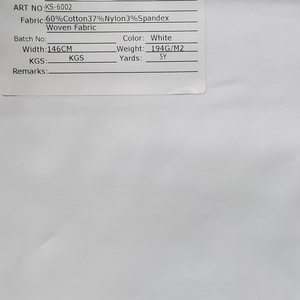 ART NO: KS-6002
Fabric: 60%Cotton37%Nylon3%Spandex
Woven Fabric
Batch No: Color: White
Width: 146CM Weight: 194G/M2
KGS: KGS Yards: 5Y
Remarks: